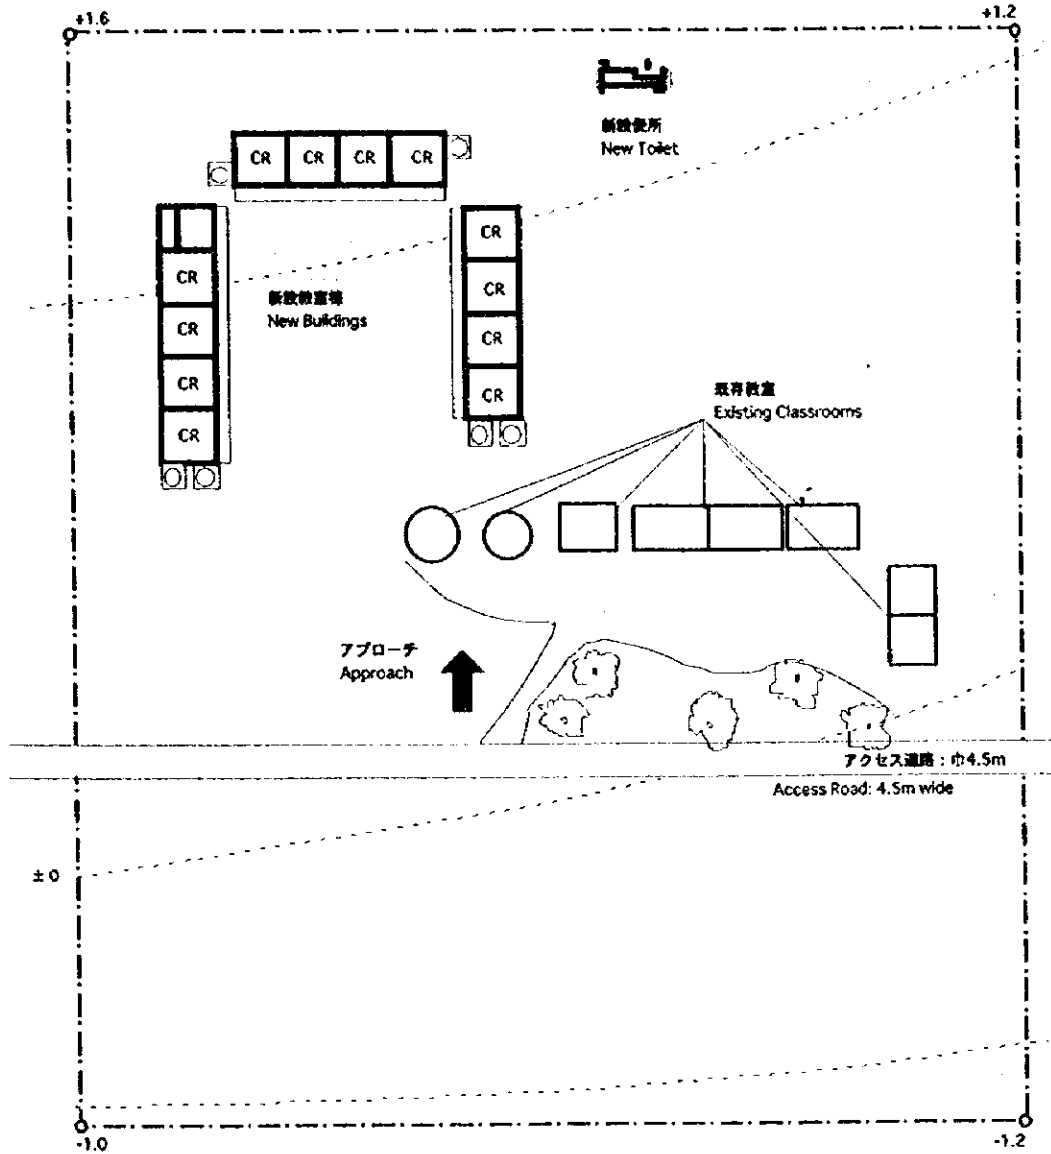 +1.6
+1.2
新設便所
New Toilet
CR CR CR CR
CR
CR
CR
CR
CR
CR
CR
CR
新設教室棟
New Buildings
既存教室
Existing Classrooms
アプローチ
Approach
アクセス道路：巾4.5m
Access Road: 4.5m wide
±0
-1.0
-1.2